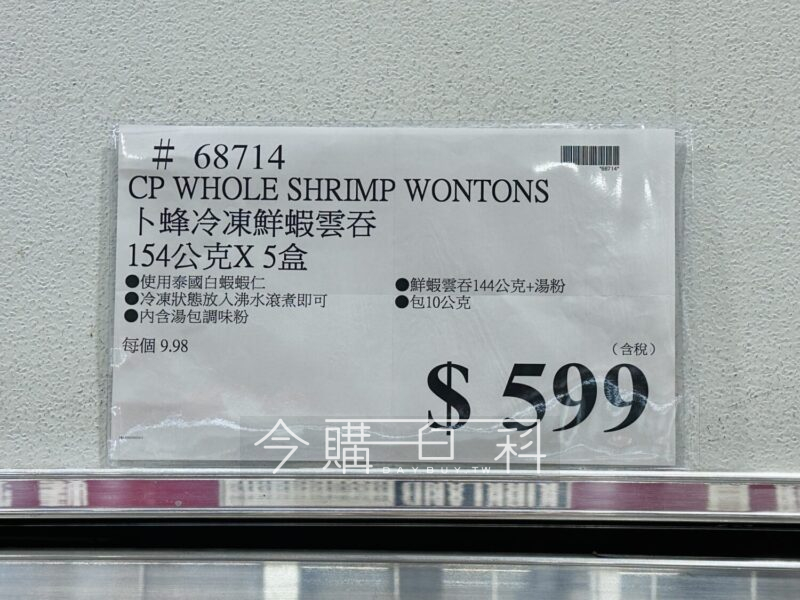 # 68714
"68714"
CP WHOLE SHRIMP WONTONS
卜蜂冷凍鮮蝦雲吞
154公克X 5盒
●使用泰國白蝦蝦仁
●冷凍狀態放入沸水滾煮即可
●內含湯包調味粉
●鮮蝦雲吞144公克+湯粉
●包10公克
每個 9.98
(含稅)
$ 599
今購百科
DAYBUY.TW